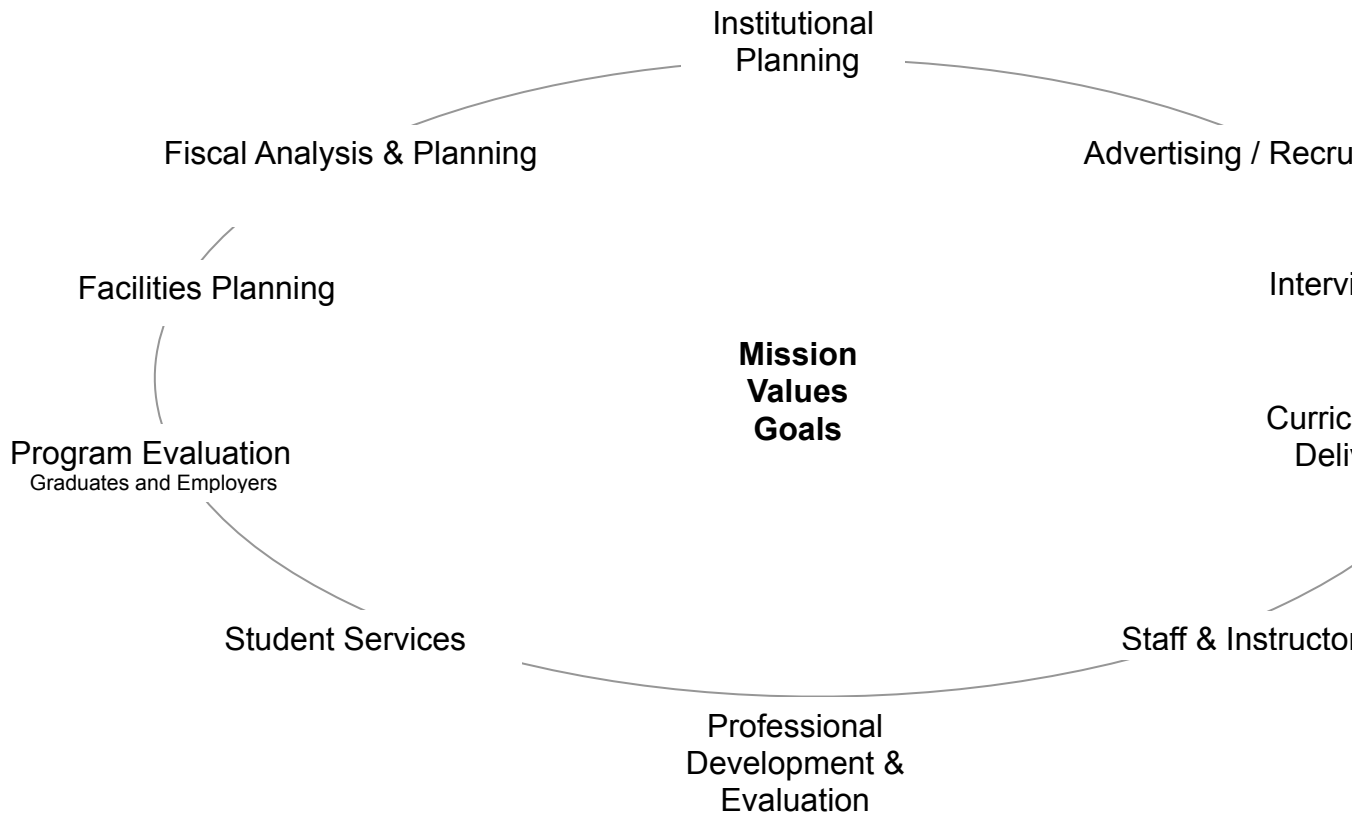 Institutional
Planning
Fiscal Analysis & Planning
Advertising / Recru
Facilities Planning
Intervi
Mission
Values
Goals
Curric
Deliv
Program Evaluation
Graduates and Employers
Student Services
Staff & Instructor
Professional
Development &
Evaluation